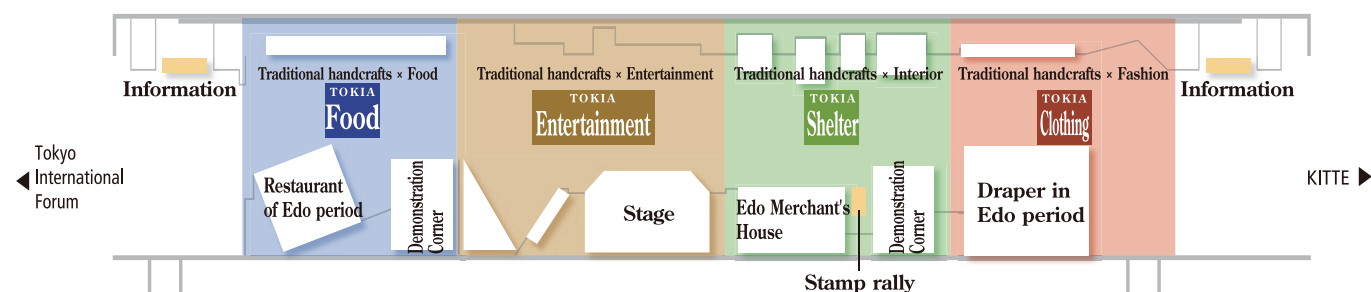 Information
Traditional handcrafts × Food
TOKIA
Food
Restaurant
of Edo period
Demonstration
Corner
Traditional handcrafts × Entertainment
TOKIA
Entertainment
Stage
Traditional handcrafts × Interior
TOKIA
Shelter
Edo Merchant's
House
Stamp rally
Demonstration
Corner
Traditional handcrafts × Fashion
TOKIA
Clothing
Draper in
Edo period
Information
Tokyo
International
Forum
KITTE